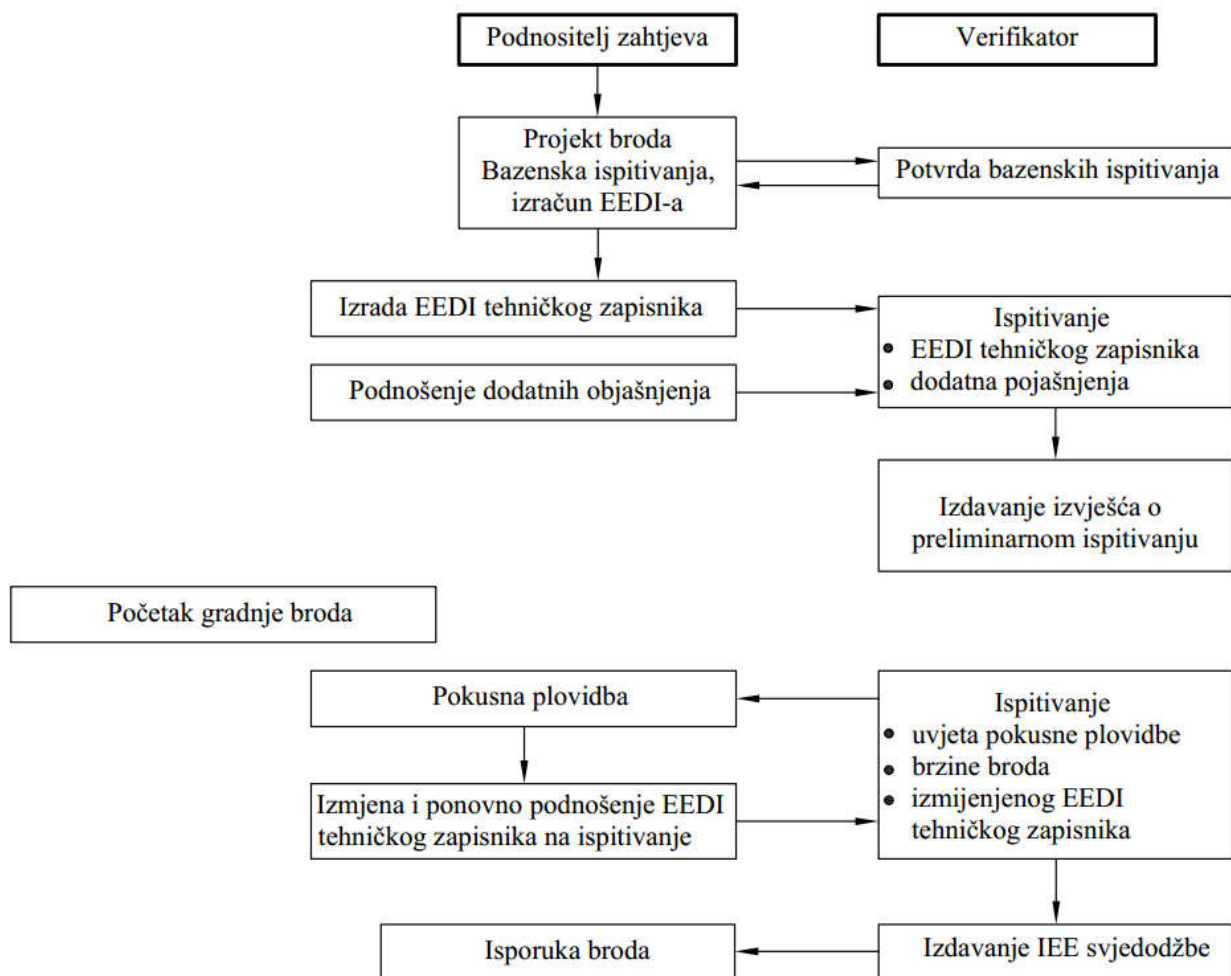 Podnositelj zahtjeva
Verifikator
Projekt broda
Bazenska ispitivanja,
izračun EEDI-a
Potvrda bazenskih ispitivanja
Izrada EEDI tehničkog zapisnika
Ispitivanje
• EEDI tehničkog zapisnika
• dodatna pojašnjenja
Podnošenje dodatnih objašnjenja
Izdavanje izvješća o
preliminarnom ispitivanju
Početak gradnje broda
Pokusna plovidba
Ispitivanje
• uvjeta pokusne plovidbe
• brzine broda
• izmijenjenog EEDI
tehničkog zapisnika
Izmjena i ponovno podnošenje EEDI
tehničkog zapisnika na ispitivanje
Isporuka broda
Izdavanje IEE svjedodžbe